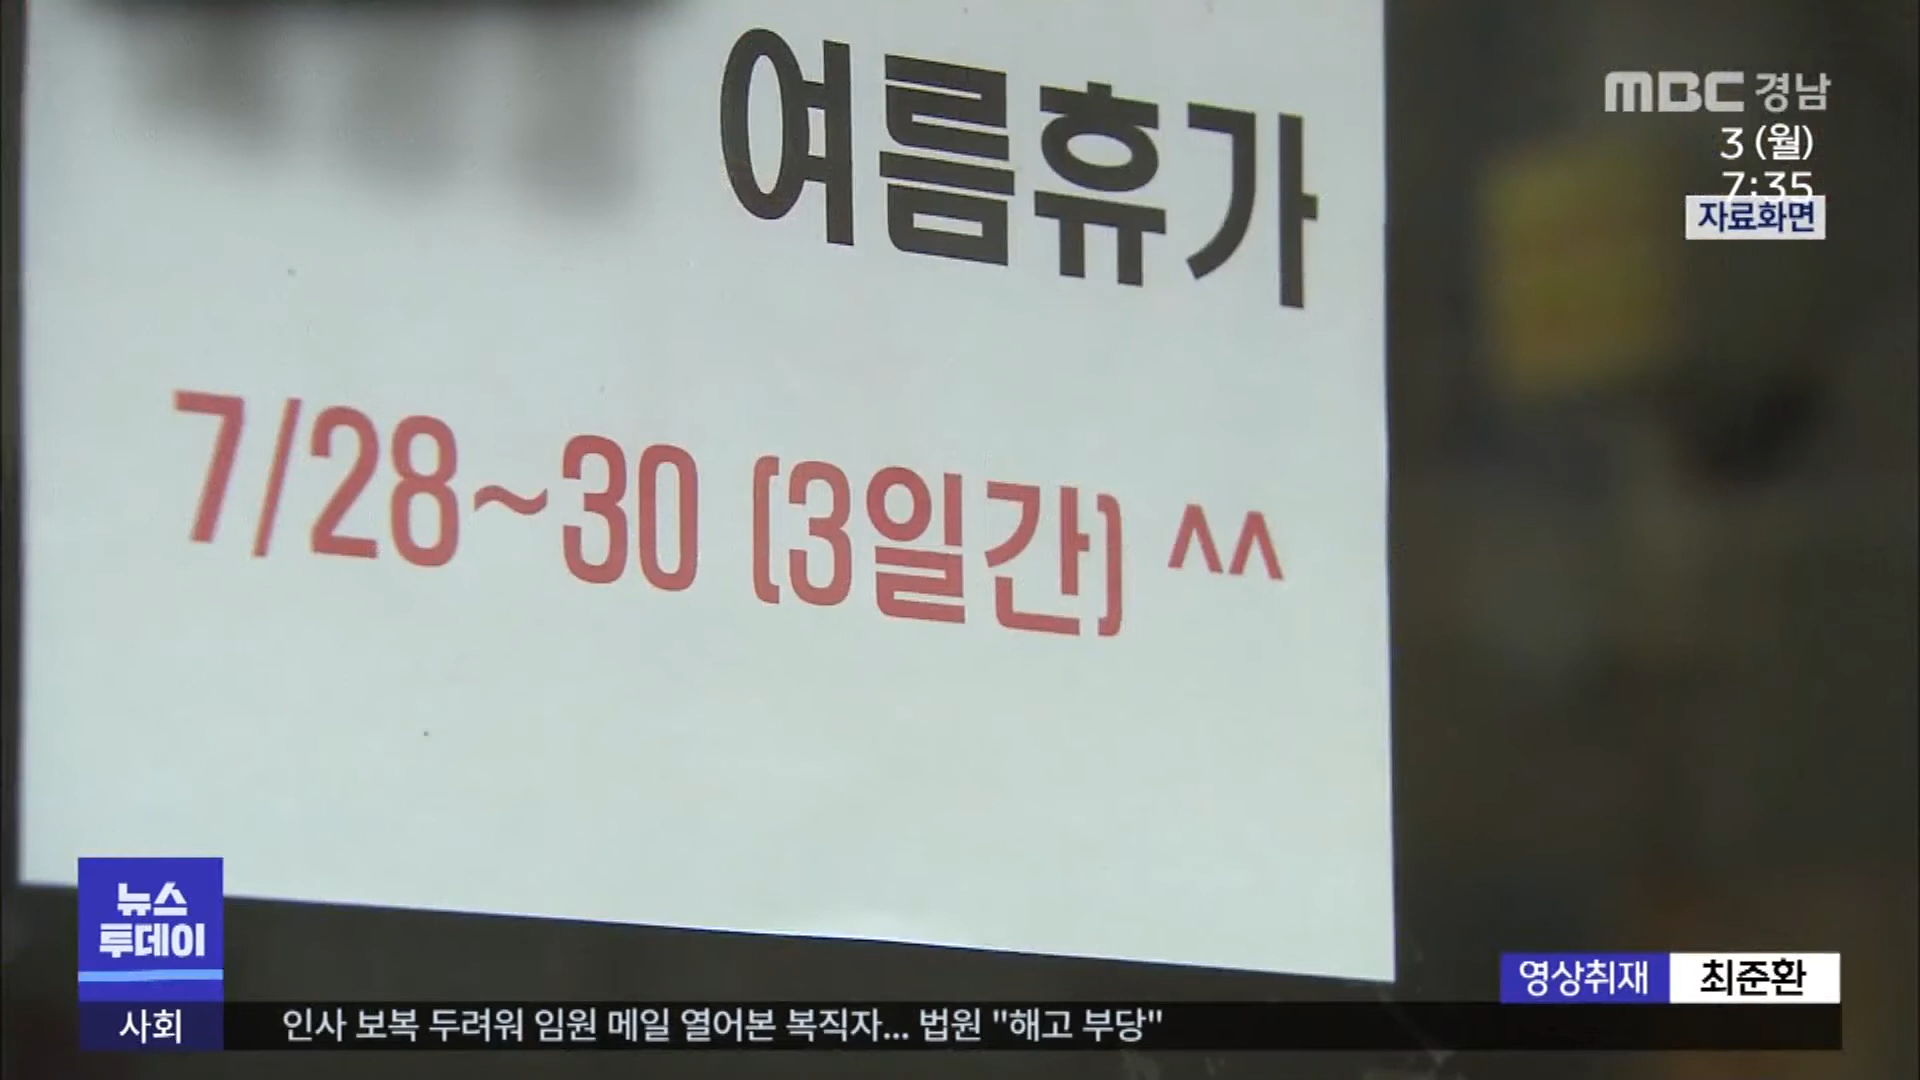 여름휴가
7/28~30 (3일간) ^^
MBC 경남
3 (월)
7:35
자료화면
뉴스
투데이
영상취재 최준환
사회 인사 보복 두려워 임원 메일 열어본 복직자... 법원 "해고 부당"